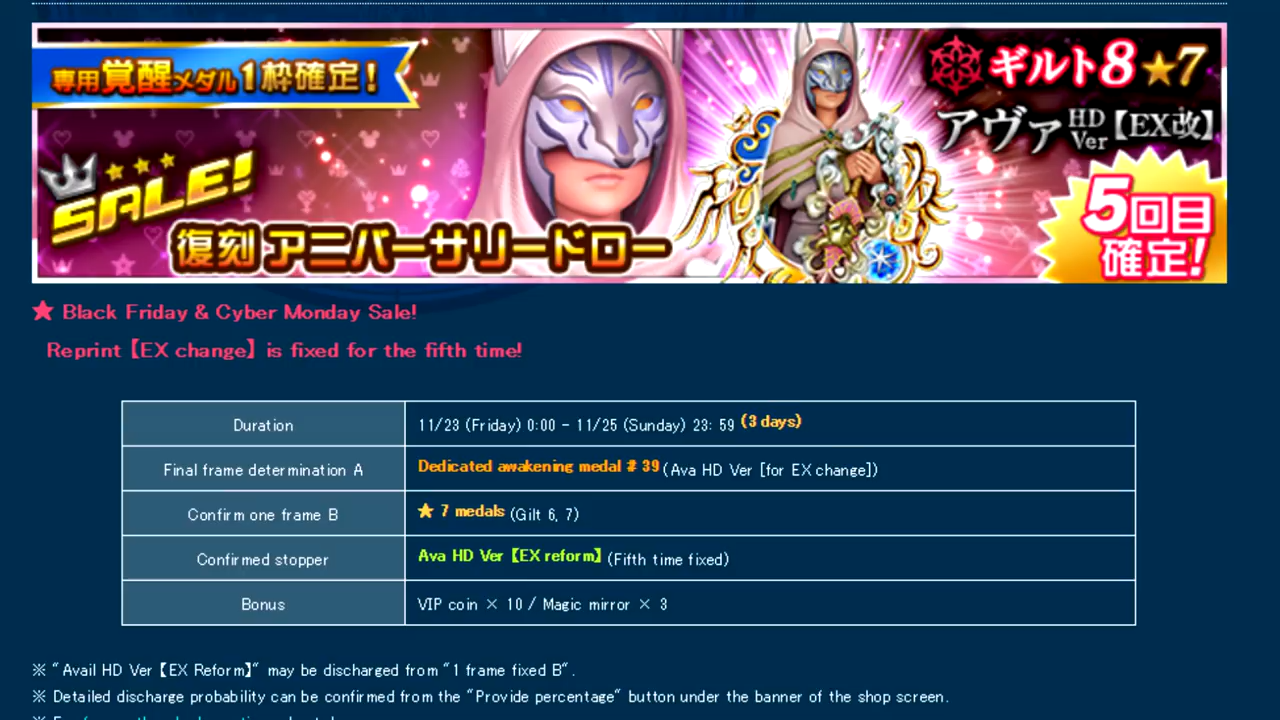 専用覚醒メダル1枠確定!
ギルト8★7
アヴァHD Ver【EX改】
SALE!
復刻アニバーサリードロー
5回目
確定!
★ Black Friday & Cyber Monday Sale!
Reprint【EX change】is fixed for the fifth time!
Duration 11/23 (Friday) 0:00 - 11/25 (Sunday) 23: 59 (3 days)
Final frame determination A Dedicated awakening medal # 39 (Ava HD Ver [for EX change])
Confirm one frame B ★ 7 medals (Gilt 6, 7)
Confirmed stopper Ava HD Ver【EX reform】(Fifth time fixed)
Bonus VIP coin × 10 / Magic mirror × 3
※ "Avail HD Ver【EX Reform】" may be discharged from "1 frame fixed B".
※ Detailed discharge probability can be confirmed from the "Provide percentage" button under the banner of the shop screen.